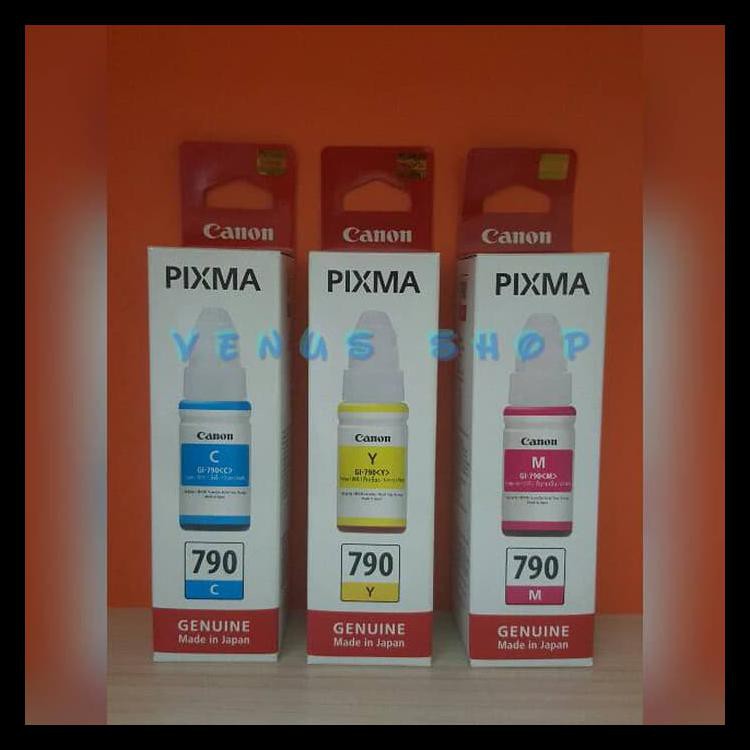 Canon
PIXMA
Canon
C
GI-790<C>
790
C
GENUINE
Made in Japan
Canon
PIXMA
Canon
Y
GI-790<Y>
790
Y
GENUINE
Made in Japan
Canon
PIXMA
Canon
M
GI-790<M>
790
M
GENUINE
Made in Japan
VENUS SHOP